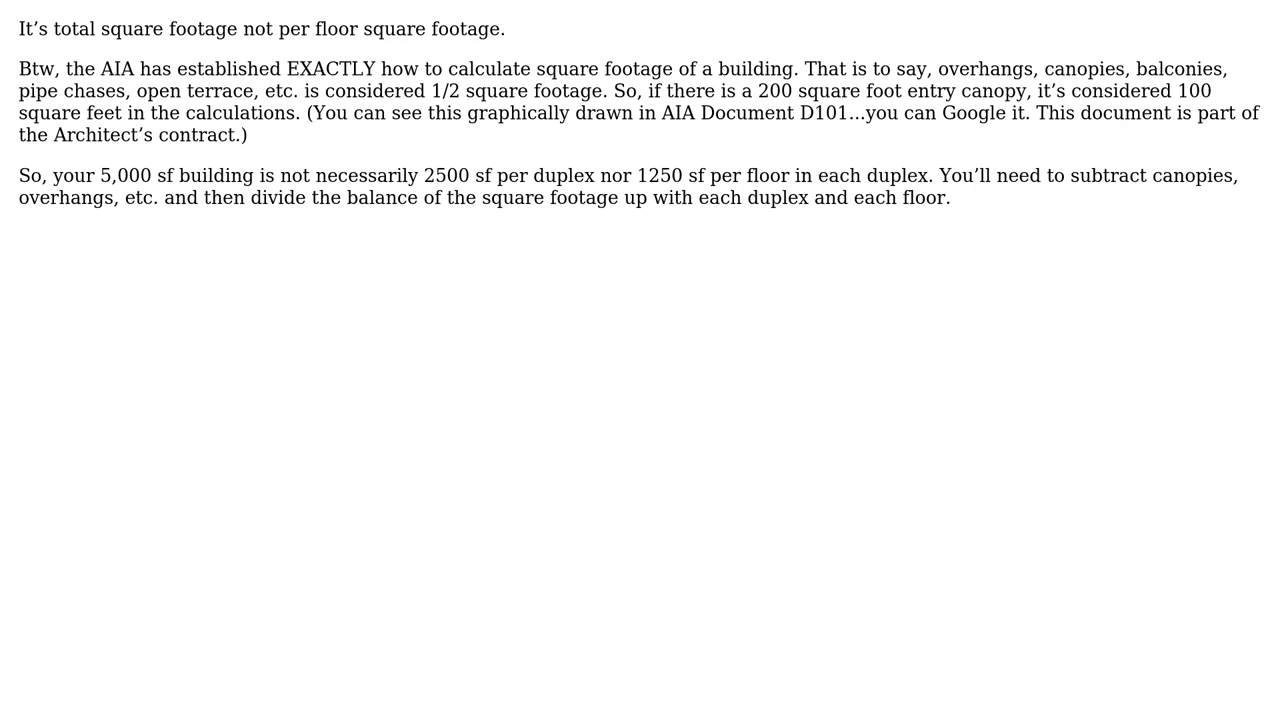 It’s total square footage not per floor square footage.
Btw, the AIA has established EXACTLY how to calculate square footage of a building. That is to say, overhangs, canopies, balconies,
pipe chases, open terrace, etc. is considered 1/2 square footage. So, if there is a 200 square foot entry canopy, it’s considered 100
square feet in the calculations. (You can see this graphically drawn in AIA Document D101…you can Google it. This document is part of
the Architect’s contract.)
So, your 5,000 sf building is not necessarily 2500 sf per duplex nor 1250 sf per floor in each duplex. You’ll need to subtract canopies,
overhangs, etc. and then divide the balance of the square footage up with each duplex and each floor.